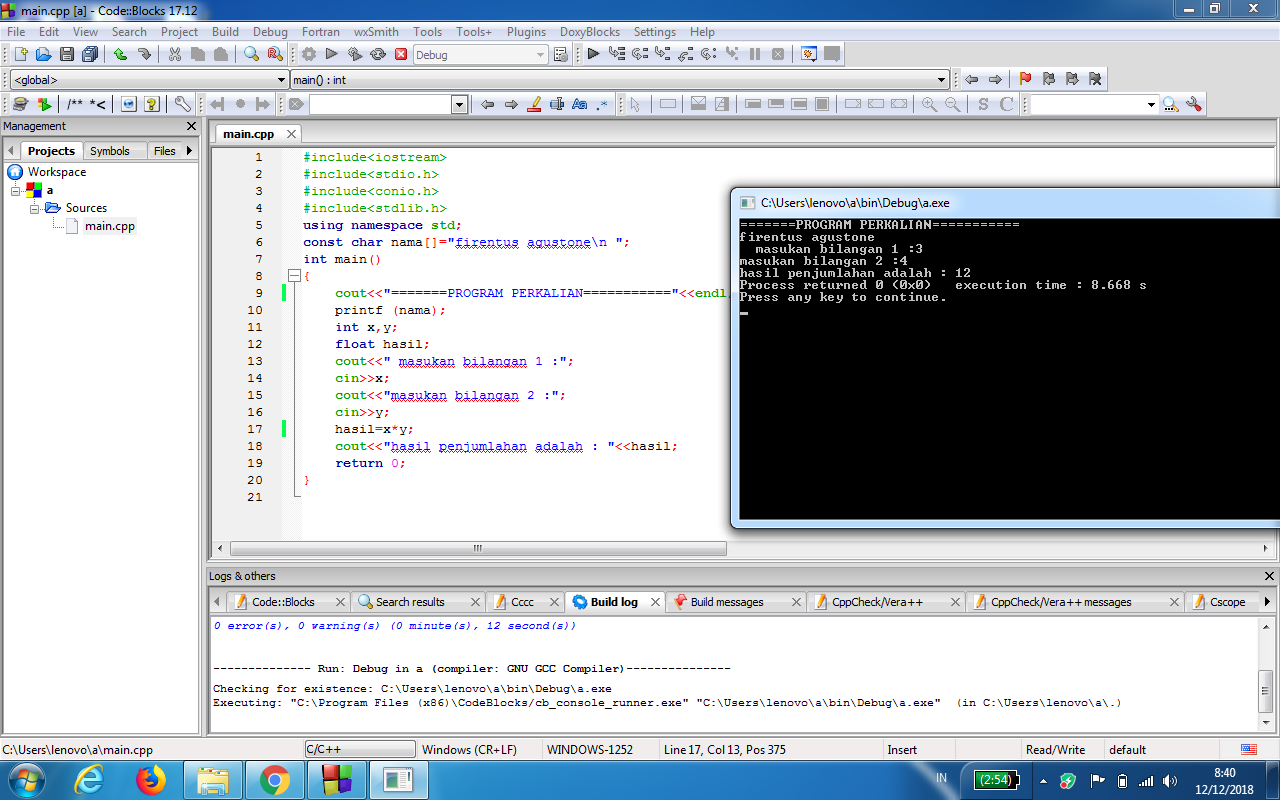 main.cpp [a] - Code::Blocks 17.12
File Edit View Search Project Build Debug Fortran wxSmith Tools Tools+ Plugins DoxyBlocks Settings Help
Debug
<global> main() : int
/** *< Aa .* S C
Management
Projects Symbols Files
Workspace
a
Sources
main.cpp
main.cpp
1 #include<iostream>
2 #include<stdio.h>
3 #include<conio.h>
4 #include<stdlib.h>
5 using namespace std;
6 const char nama[]="firentus agustone\n ";
7 int main()
8 {
9 cout<<"=======PROGRAM PERKALIAN==========="<<endl
10 printf (nama);
11 int x,y;
12 float hasil;
13 cout<<" masukan bilangan 1 :";
14 cin>>x;
15 cout<<"masukan bilangan 2 :";
16 cin>>y;
17 hasil=x*y;
18 cout<<"hasil penjumlahan adalah : "<<hasil;
19 return 0;
20 }
21
C:\Users\lenovo\a\bin\Debug\a.exe
=======PROGRAM PERKALIAN===========
firentus agustone
masukan bilangan 1 :3
masukan bilangan 2 :4
hasil penjumlahan adalah : 12
Process returned 0 (0x0) execution time : 8.668 s
Press any key to continue.
Logs & others
Code::Blocks Search results Cccc Build log Build messages CppCheck/Vera++ CppCheck/Vera++ messages Cscope
0 error(s), 0 warning(s) (0 minute(s), 12 second(s))
-------------- Run: Debug in a (compiler: GNU GCC Compiler)---------------
Checking for existence: C:\Users\lenovo\a\bin\Debug\a.exe
Executing: "C:\Program Files (x86)\CodeBlocks/cb_console_runner.exe" "C:\Users\lenovo\a\bin\Debug\a.exe" (in C:\Users\lenovo\a\.)
C:\Users\lenovo\a\main.cpp C/C++ Windows (CR+LF) WINDOWS-1252 Line 17, Col 13, Pos 375 Insert Read/Write default
IN (2:54) 8:40
12/12/2018